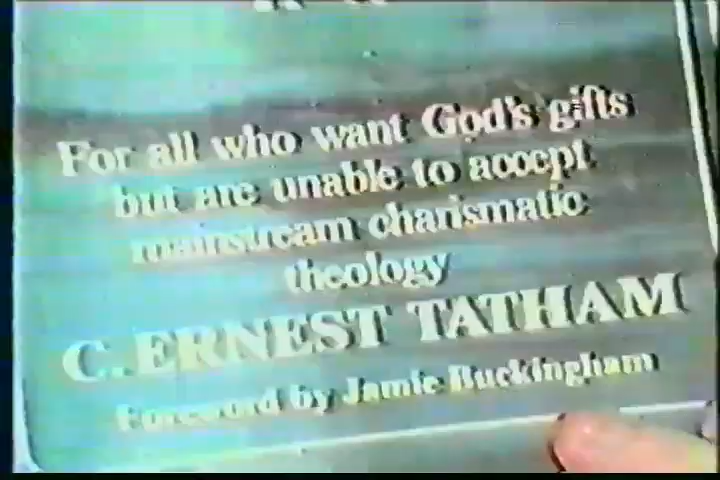 For all who want God's gifts
but are unable to accept
mainstream charismatic
theology
C. ERNEST TATHAM
Foreword by Jamie Buckingham